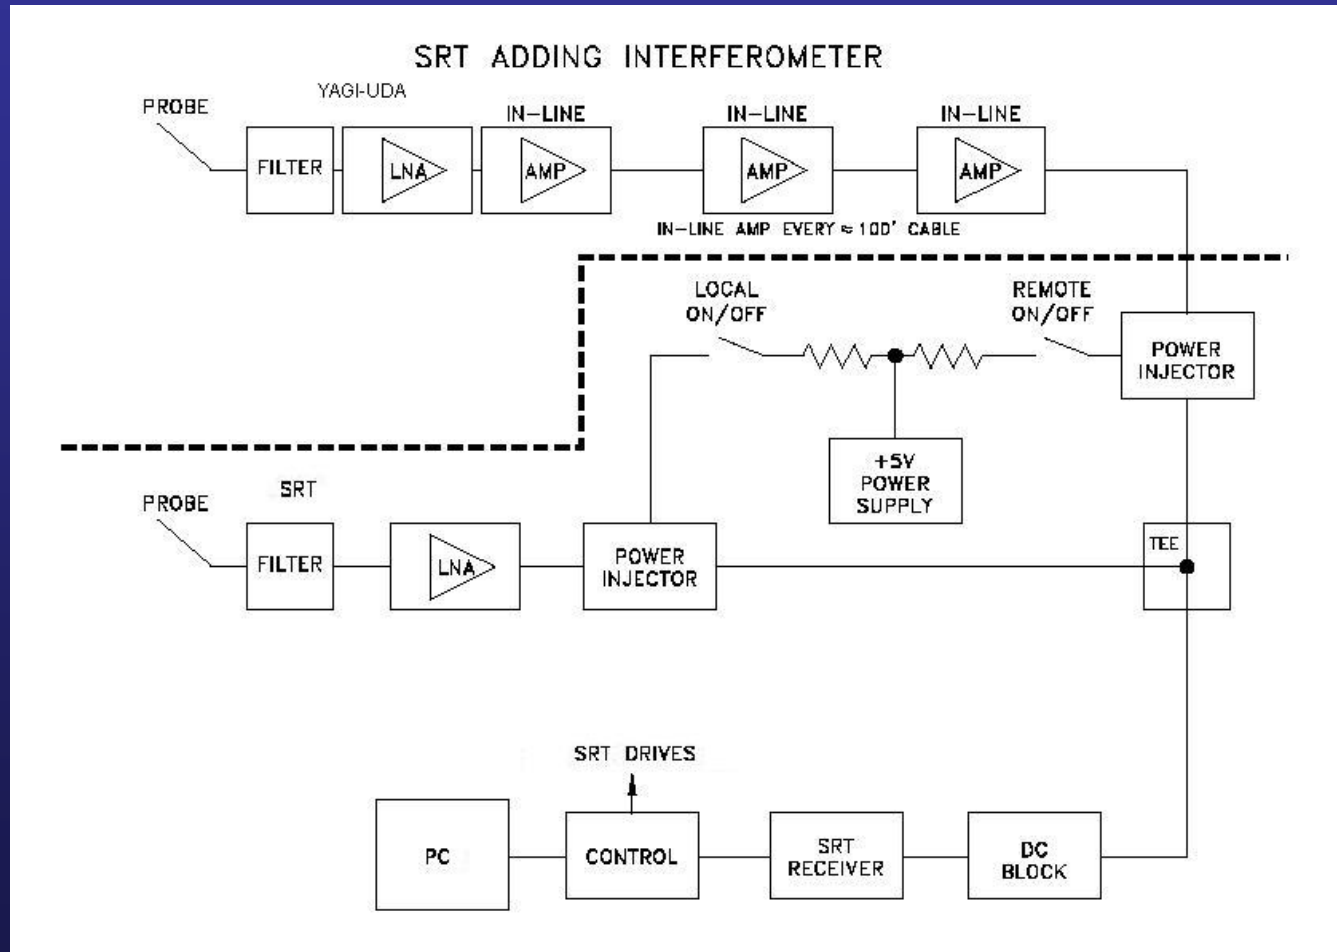 SRT ADDING INTERFEROMETER
YAGI-UDA
PROBE
IN-LINE
IN-LINE
IN-LINE
FILTER
LNA
AMP
AMP
AMP
IN-LINE AMP EVERY ≈ 100' CABLE
LOCAL
ON/OFF
REMOTE
ON/OFF
POWER
INJECTOR
+5V
POWER
SUPPLY
SRT
PROBE
FILTER
LNA
POWER
INJECTOR
TEE
SRT DRIVES
PC
CONTROL
SRT
RECEIVER
DC
BLOCK